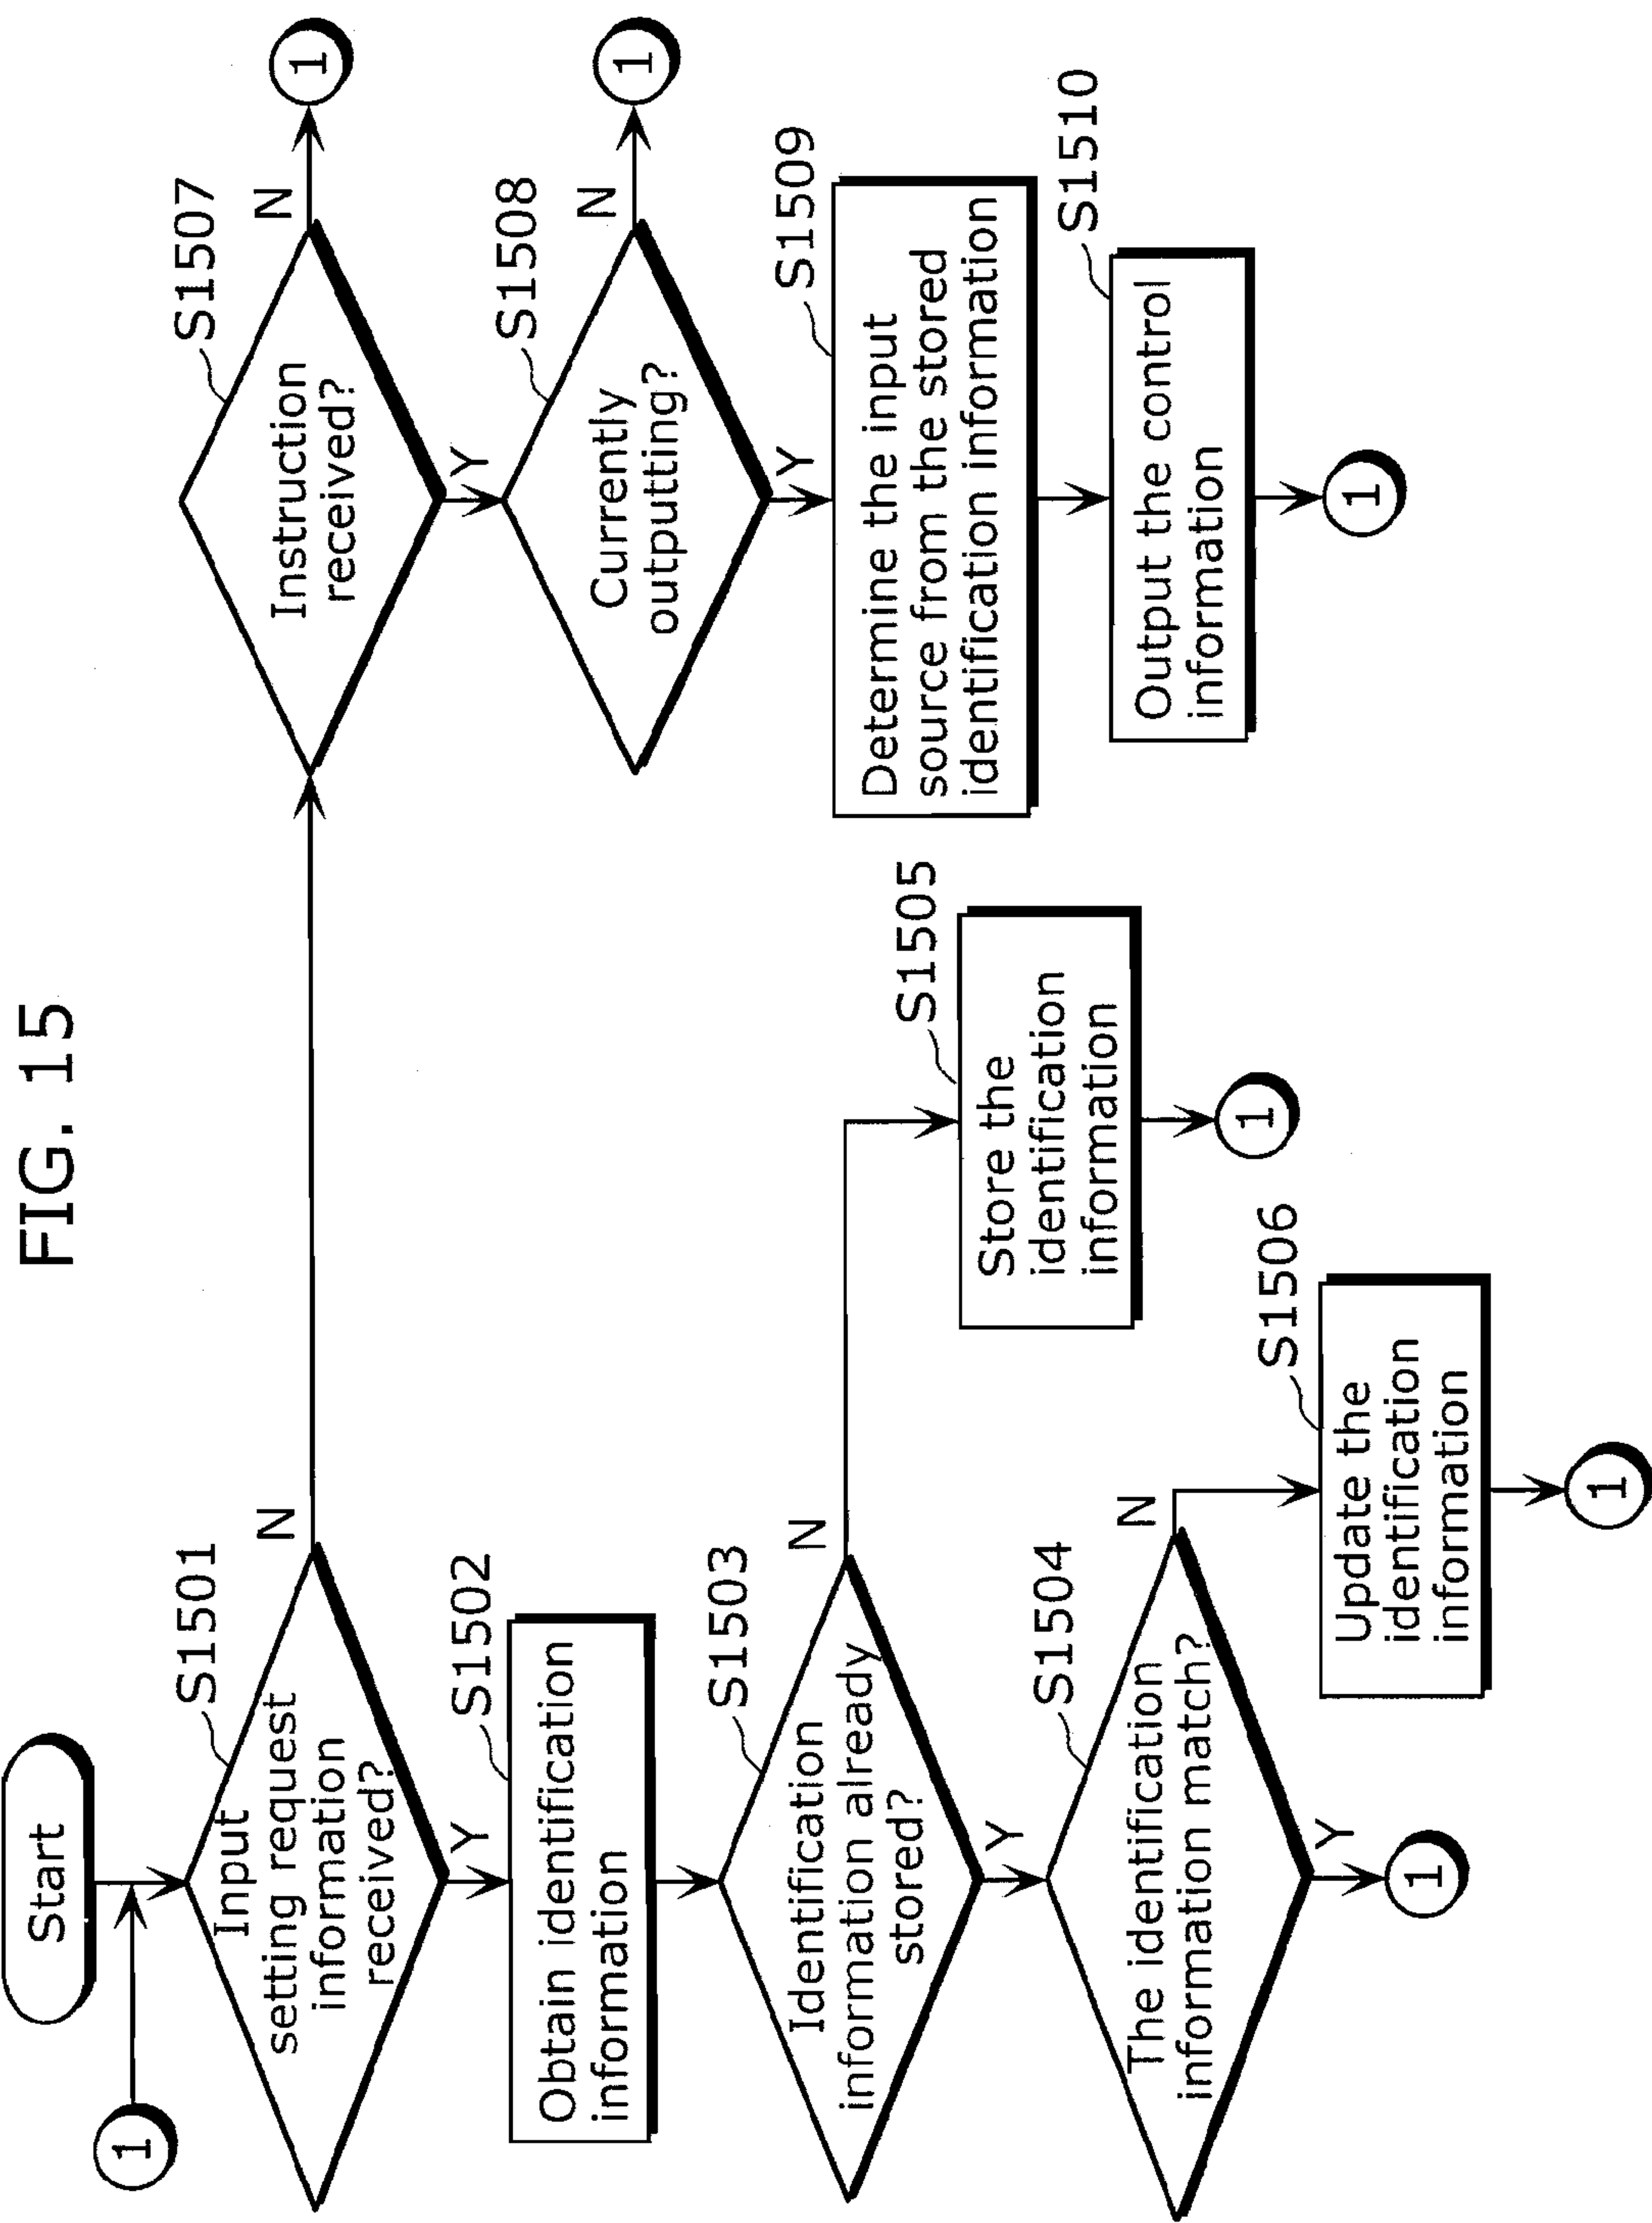 FIG. 15
Start
1
S1501
Input
setting request
information
received?
N
Y
S1502
Obtain identification
information
S1503
Identification
information already
stored?
N
Y
S1504
The identification
information match?
N
Y
1
S1505
Store the
identification
information
1
S1506
Update the
identification
information
1
S1507
Instruction
received?
N
1
Y
S1508
Currently
outputting?
N
1
Y
S1509
Determine the input
source from the stored
identification information
S1510
Output the control
information
1